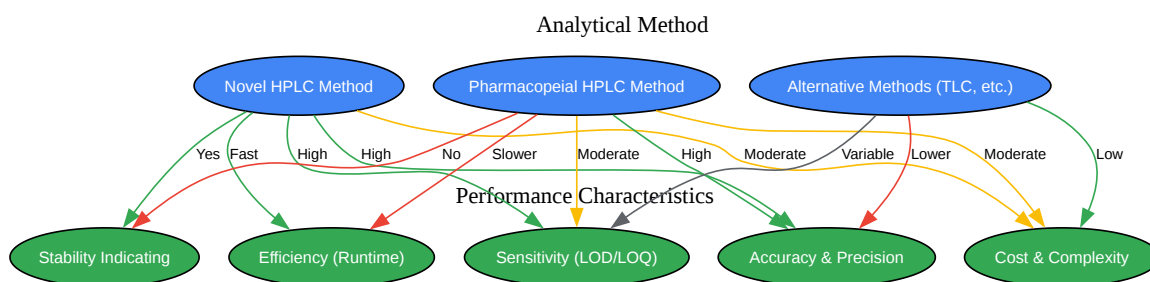 Analytical Method
Novel HPLC Method
Pharmacopeial HPLC Method
Alternative Methods (TLC, etc.)
Yes
Fast
High
High
No
Slower
Moderate
High
Moderate
Variable
Lower
Moderate
Low
Performance Characteristics
Stability Indicating
Efficiency (Runtime)
Sensitivity (LOD/LOQ)
Accuracy & Precision
Cost & Complexity